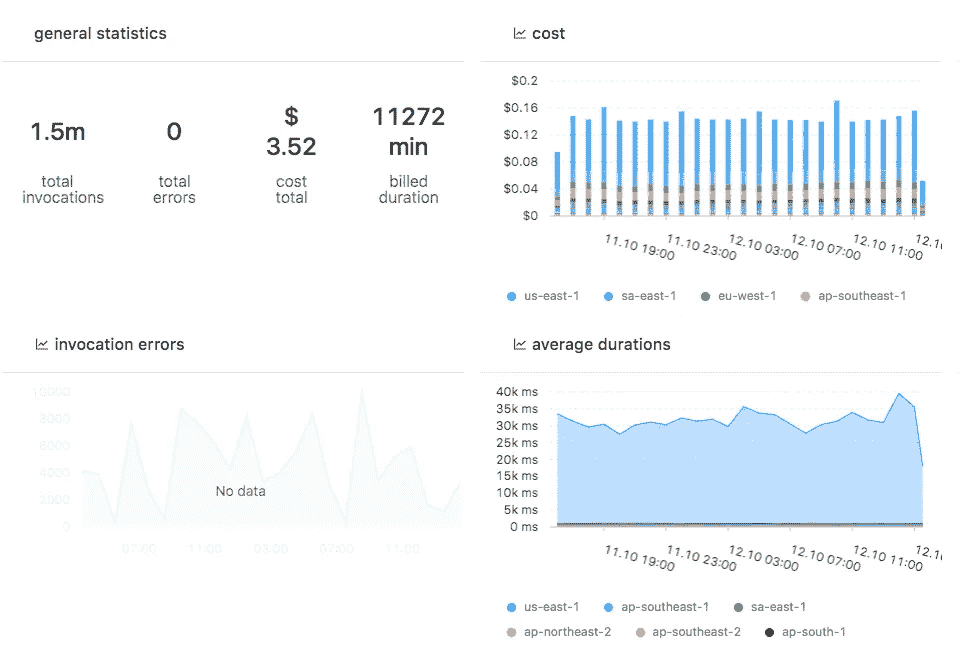 general statistics
1.5m
total
invocations
0
total
errors
$
3.52
cost
total
11272
min
billed
duration
cost
$0.2
$0.16
$0.12
$0.08
$0.04
$0
11.10 19:00
11.10 23:00
12.10 03:00
12.10 07:00
12.10 11:00
us-east-1
sa-east-1
eu-west-1
ap-southeast-1
invocation errors
10000
8000
6000
4000
2000
0
No data
07:00
11:00
03:00
07:00
11:00
average durations
40k ms
35k ms
30k ms
25k ms
20k ms
15k ms
10k ms
5k ms
0 ms
11.10 19:00
11.10 23:00
12.10 03:00
12.10 07:00
12.10 11:00
us-east-1
ap-southeast-1
sa-east-1
ap-northeast-2
ap-southeast-2
ap-south-1